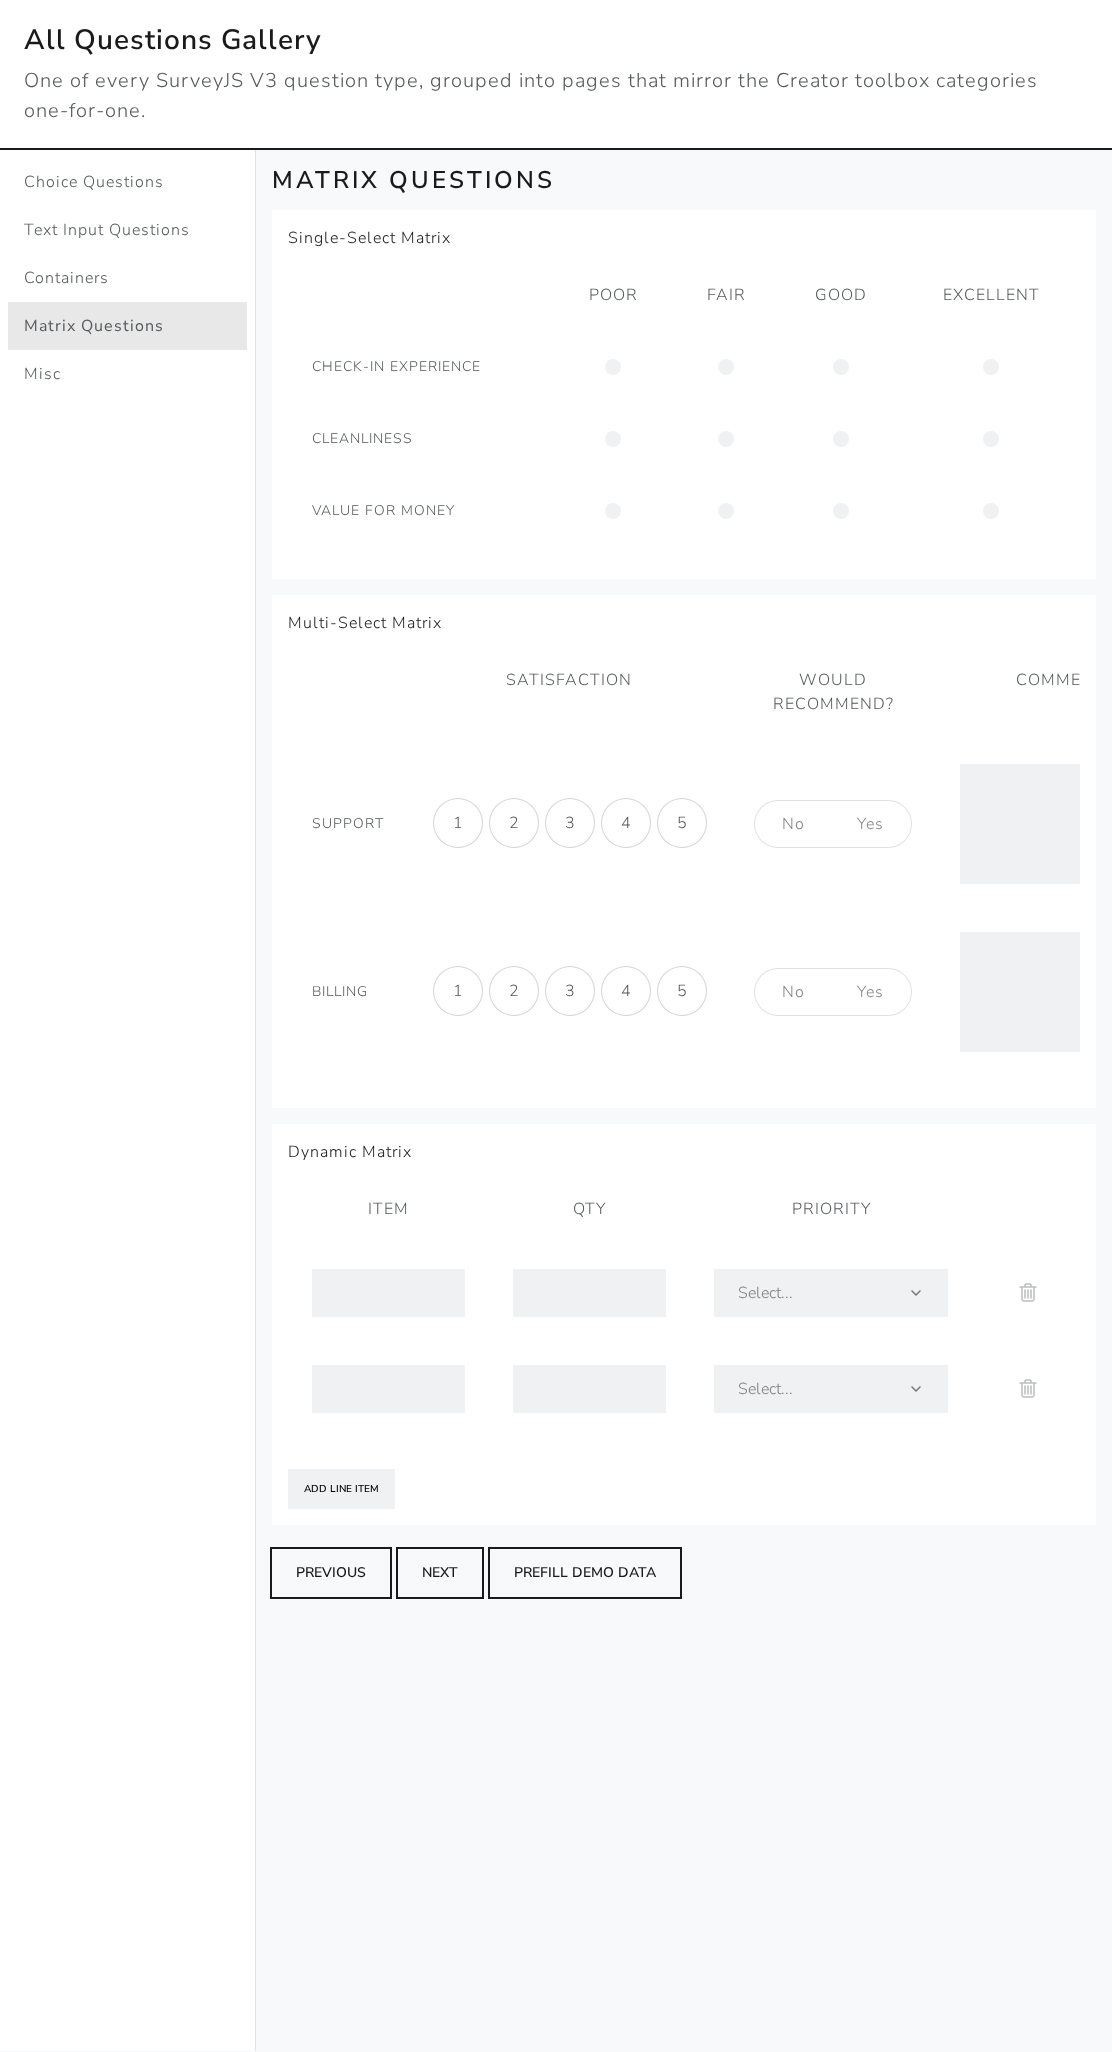 All Questions Gallery
One of every SurveyJS V3 question type, grouped into pages that mirror the Creator toolbox categories
one-for-one.
Choice Questions
Text Input Questions
Containers
Matrix Questions
Misc
MATRIX QUESTIONS
Single-Select Matrix
POOR FAIR GOOD EXCELLENT
CHECK-IN EXPERIENCE
CLEANLINESS
VALUE FOR MONEY
Multi-Select Matrix
SATISFACTION WOULD COMME
RECOMMEND?
SUPPORT 1 2 3 4 5 No Yes
BILLING 1 2 3 4 5 No Yes
Dynamic Matrix
ITEM QTY PRIORITY
Select...
Select...
ADD LINE ITEM
PREVIOUS NEXT PREFILL DEMO DATA